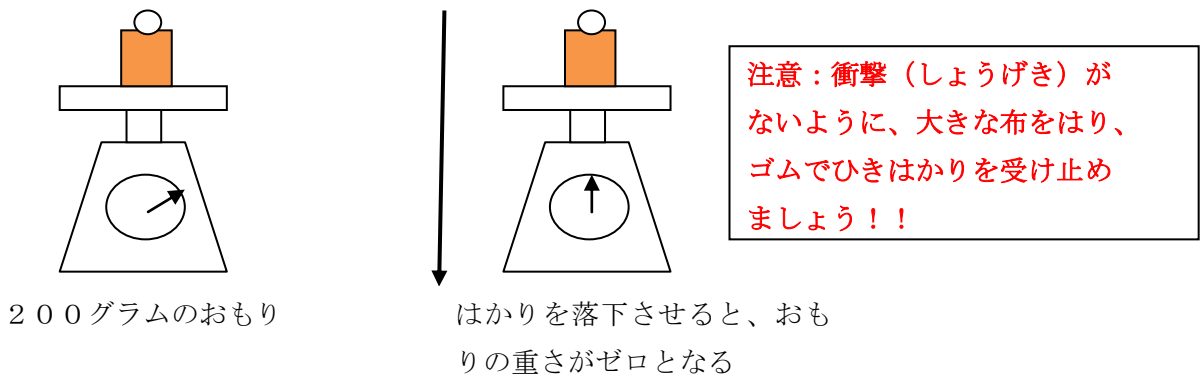 注意：衝撃（しょうげき）が
ないように、大きな布をはり、
ゴムでひきはかりを受け止め
ましょう！！
２００グラムのおもり
はかりを落下させると、おも
りの重さがゼロとなる